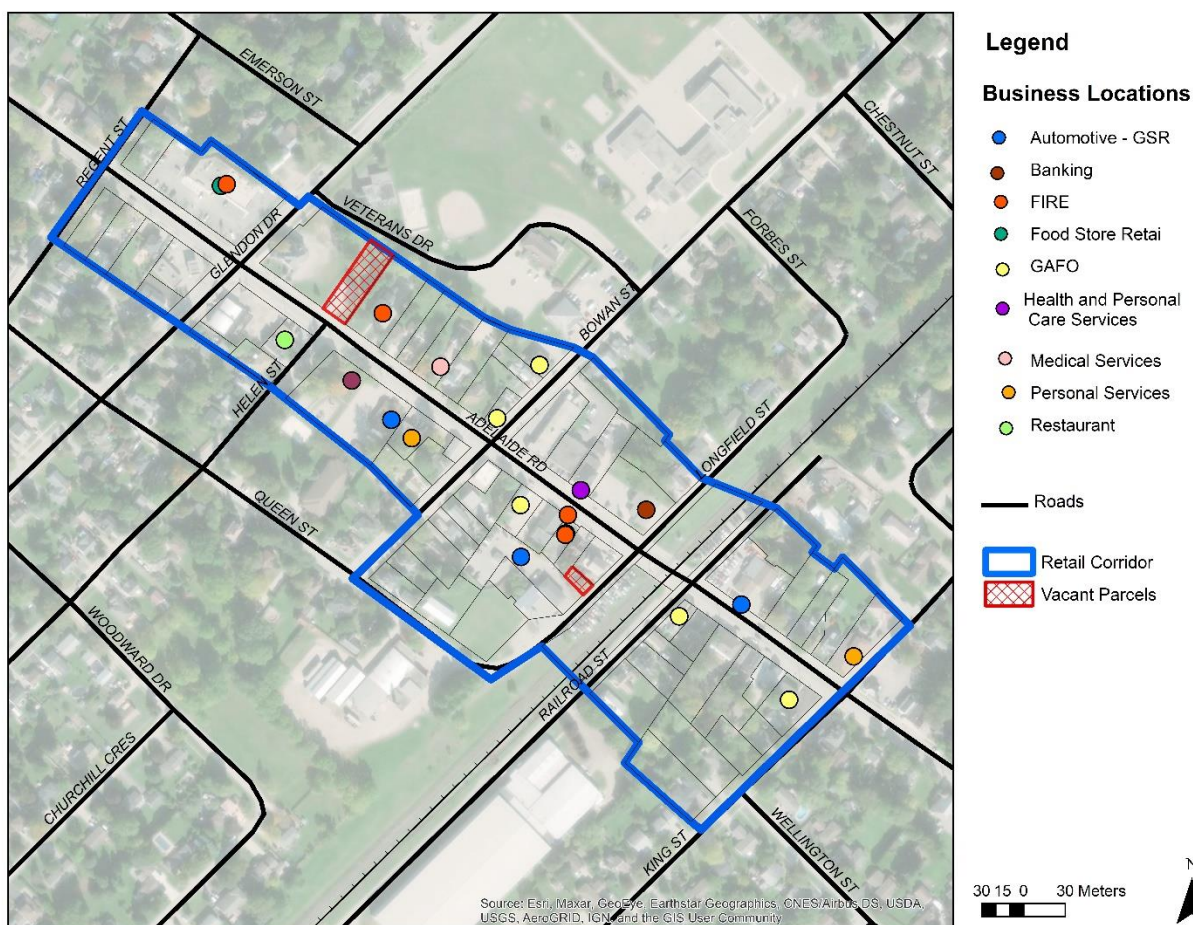 EMERSON ST
CHESTNUT ST
REGENT ST
VETERANS DR
FORBES ST
GLENDON DR
BOWAN ST
HELEN ST
ADELAIDE RD
ONGFIELD ST
QUEEN ST
WOODWARD DR
RAILROAD ST
CHURCHILL CRES
KING ST
WELLINGTON ST
Source: Esri, Maxar, GeoEye, Earthstar Geographics, CNES/Airbus DS, USDA,
USGS, AeroGRID, IGN, and the GIS User Community
Legend
Business Locations
Automotive - GSR
Banking
FIRE
Food Store Retai
GAFO
Health and Personal
Care Services
Medical Services
Personal Services
Restaurant
Roads
Retail Corridor
Vacant Parcels
N
30 15 0 30 Meters